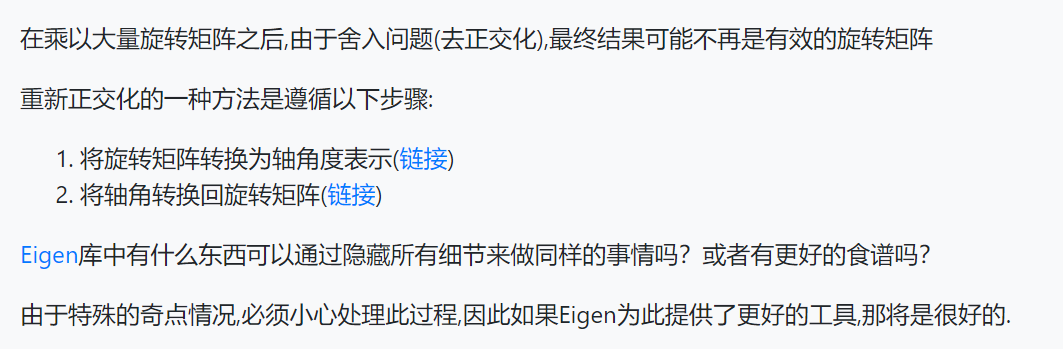 在乘以大量旋转矩阵之后,由于舍入问题(去正交化),最终结果可能不再是有效的旋转矩阵
重新正交化的一种方法是遵循以下步骤:
1. 将旋转矩阵转换为轴角度表示(链接)
2. 将轴角转换回旋转矩阵(链接)
Eigen库中有什么东西可以通过隐藏所有细节来做同样的事情吗？或者有更好的食谱吗？
由于特殊的奇点情况,必须小心处理此过程,因此如果Eigen为此提供了更好的工具,那将是很好的.